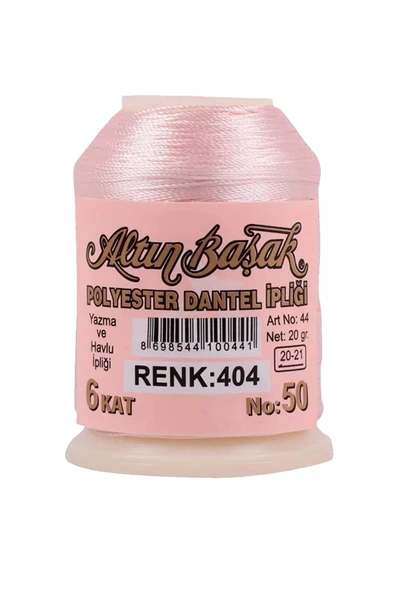 Altın Başak
POLYESTER DANTEL İPLİĞİ
Yazma
ve
Havlu
İpliği
8 698544 100441
Art No: 44
Net: 20 gr.
20-21
RENK:404
6 KAT
No:50